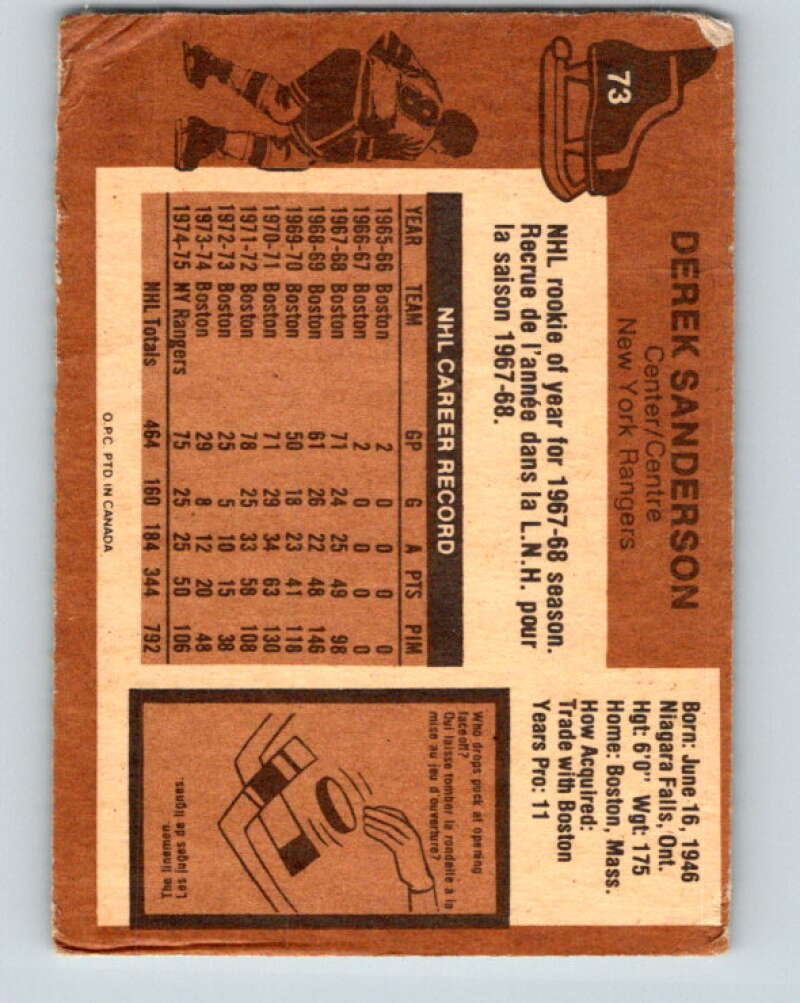 73
DEREK SANDERSON
Center/Centre
New York Rangers
Born: June 16, 1946
Niagara Falls, Ont.
Hgt: 6'0" Wgt: 175
Home: Boston, Mass.
How Acquired:
Trade with Boston
Years Pro: 11
NHL rookie of year for 1967-68 season.
Recrue de l'année dans la L.N.H. pour
la saison 1967-68.
NHL CAREER RECORD
YEAR TEAM GP G A PTS PIM
1965-66 Boston 2 0 0 0 0
1966-67 Boston 2 0 0 0 0
1967-68 Boston 71 24 25 49 98
1968-69 Boston 61 26 22 48 146
1969-70 Boston 50 18 23 41 118
1970-71 Boston 71 29 34 63 130
1971-72 Boston 78 25 33 58 108
1972-73 Boston 25 5 10 15 38
1973-74 Boston 29 8 12 20 48
1974-75 NY Rangers 75 25 25 50 106
NHL Totals 464 160 184 344 792
Who drops puck at opening
faceoff?
Qui laisse tomber la rondelle a la
mise au jeu d'ouverture?
The linesmen.
Les juges de lignes.
O.P.C. PTD IN CANADA.
8